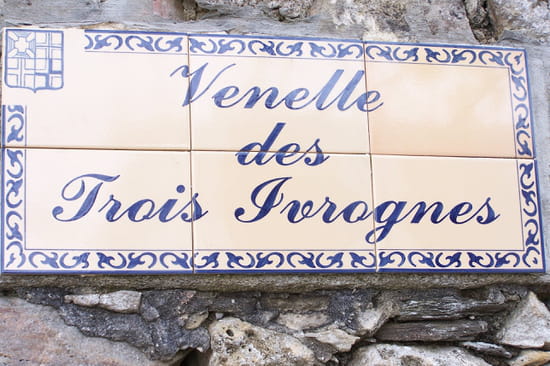 Venelle
des
Trois Ivrognes